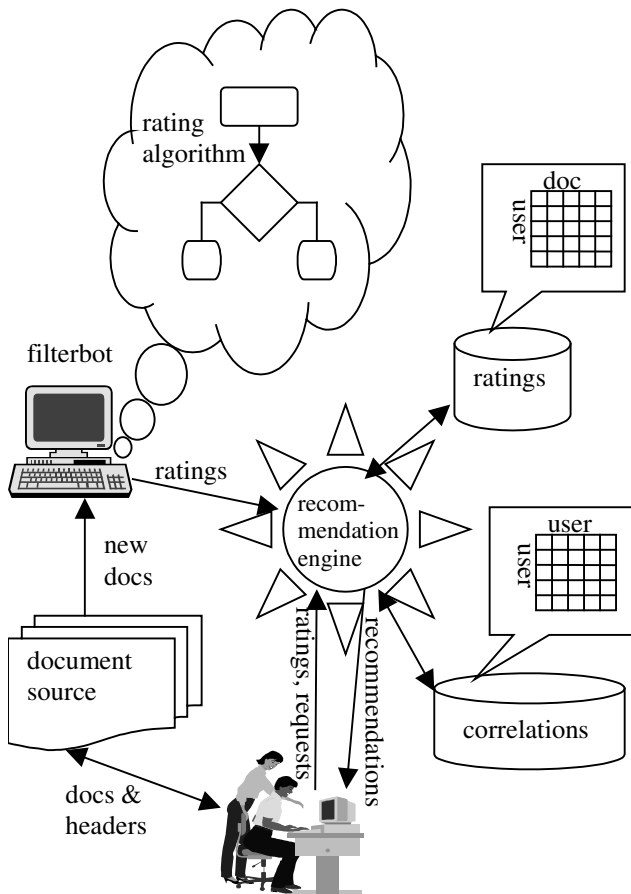 rating
algorithm
doc
user
filterbot
ratings
ratings
recom-
mendation
engine
user
user
new
docs
ratings, requests
recommendations
document
source
correlations
docs &
headers